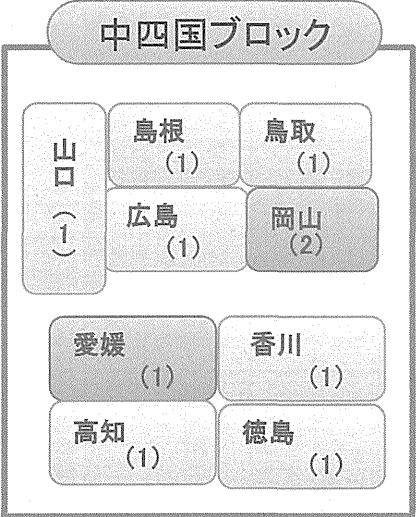 中四国ブロック
山口（1）
島根
（1）
鳥取
（1）
広島
（1）
岡山
（2）
愛媛
（1）
香川
（1）
高知
（1）
徳島
（1）